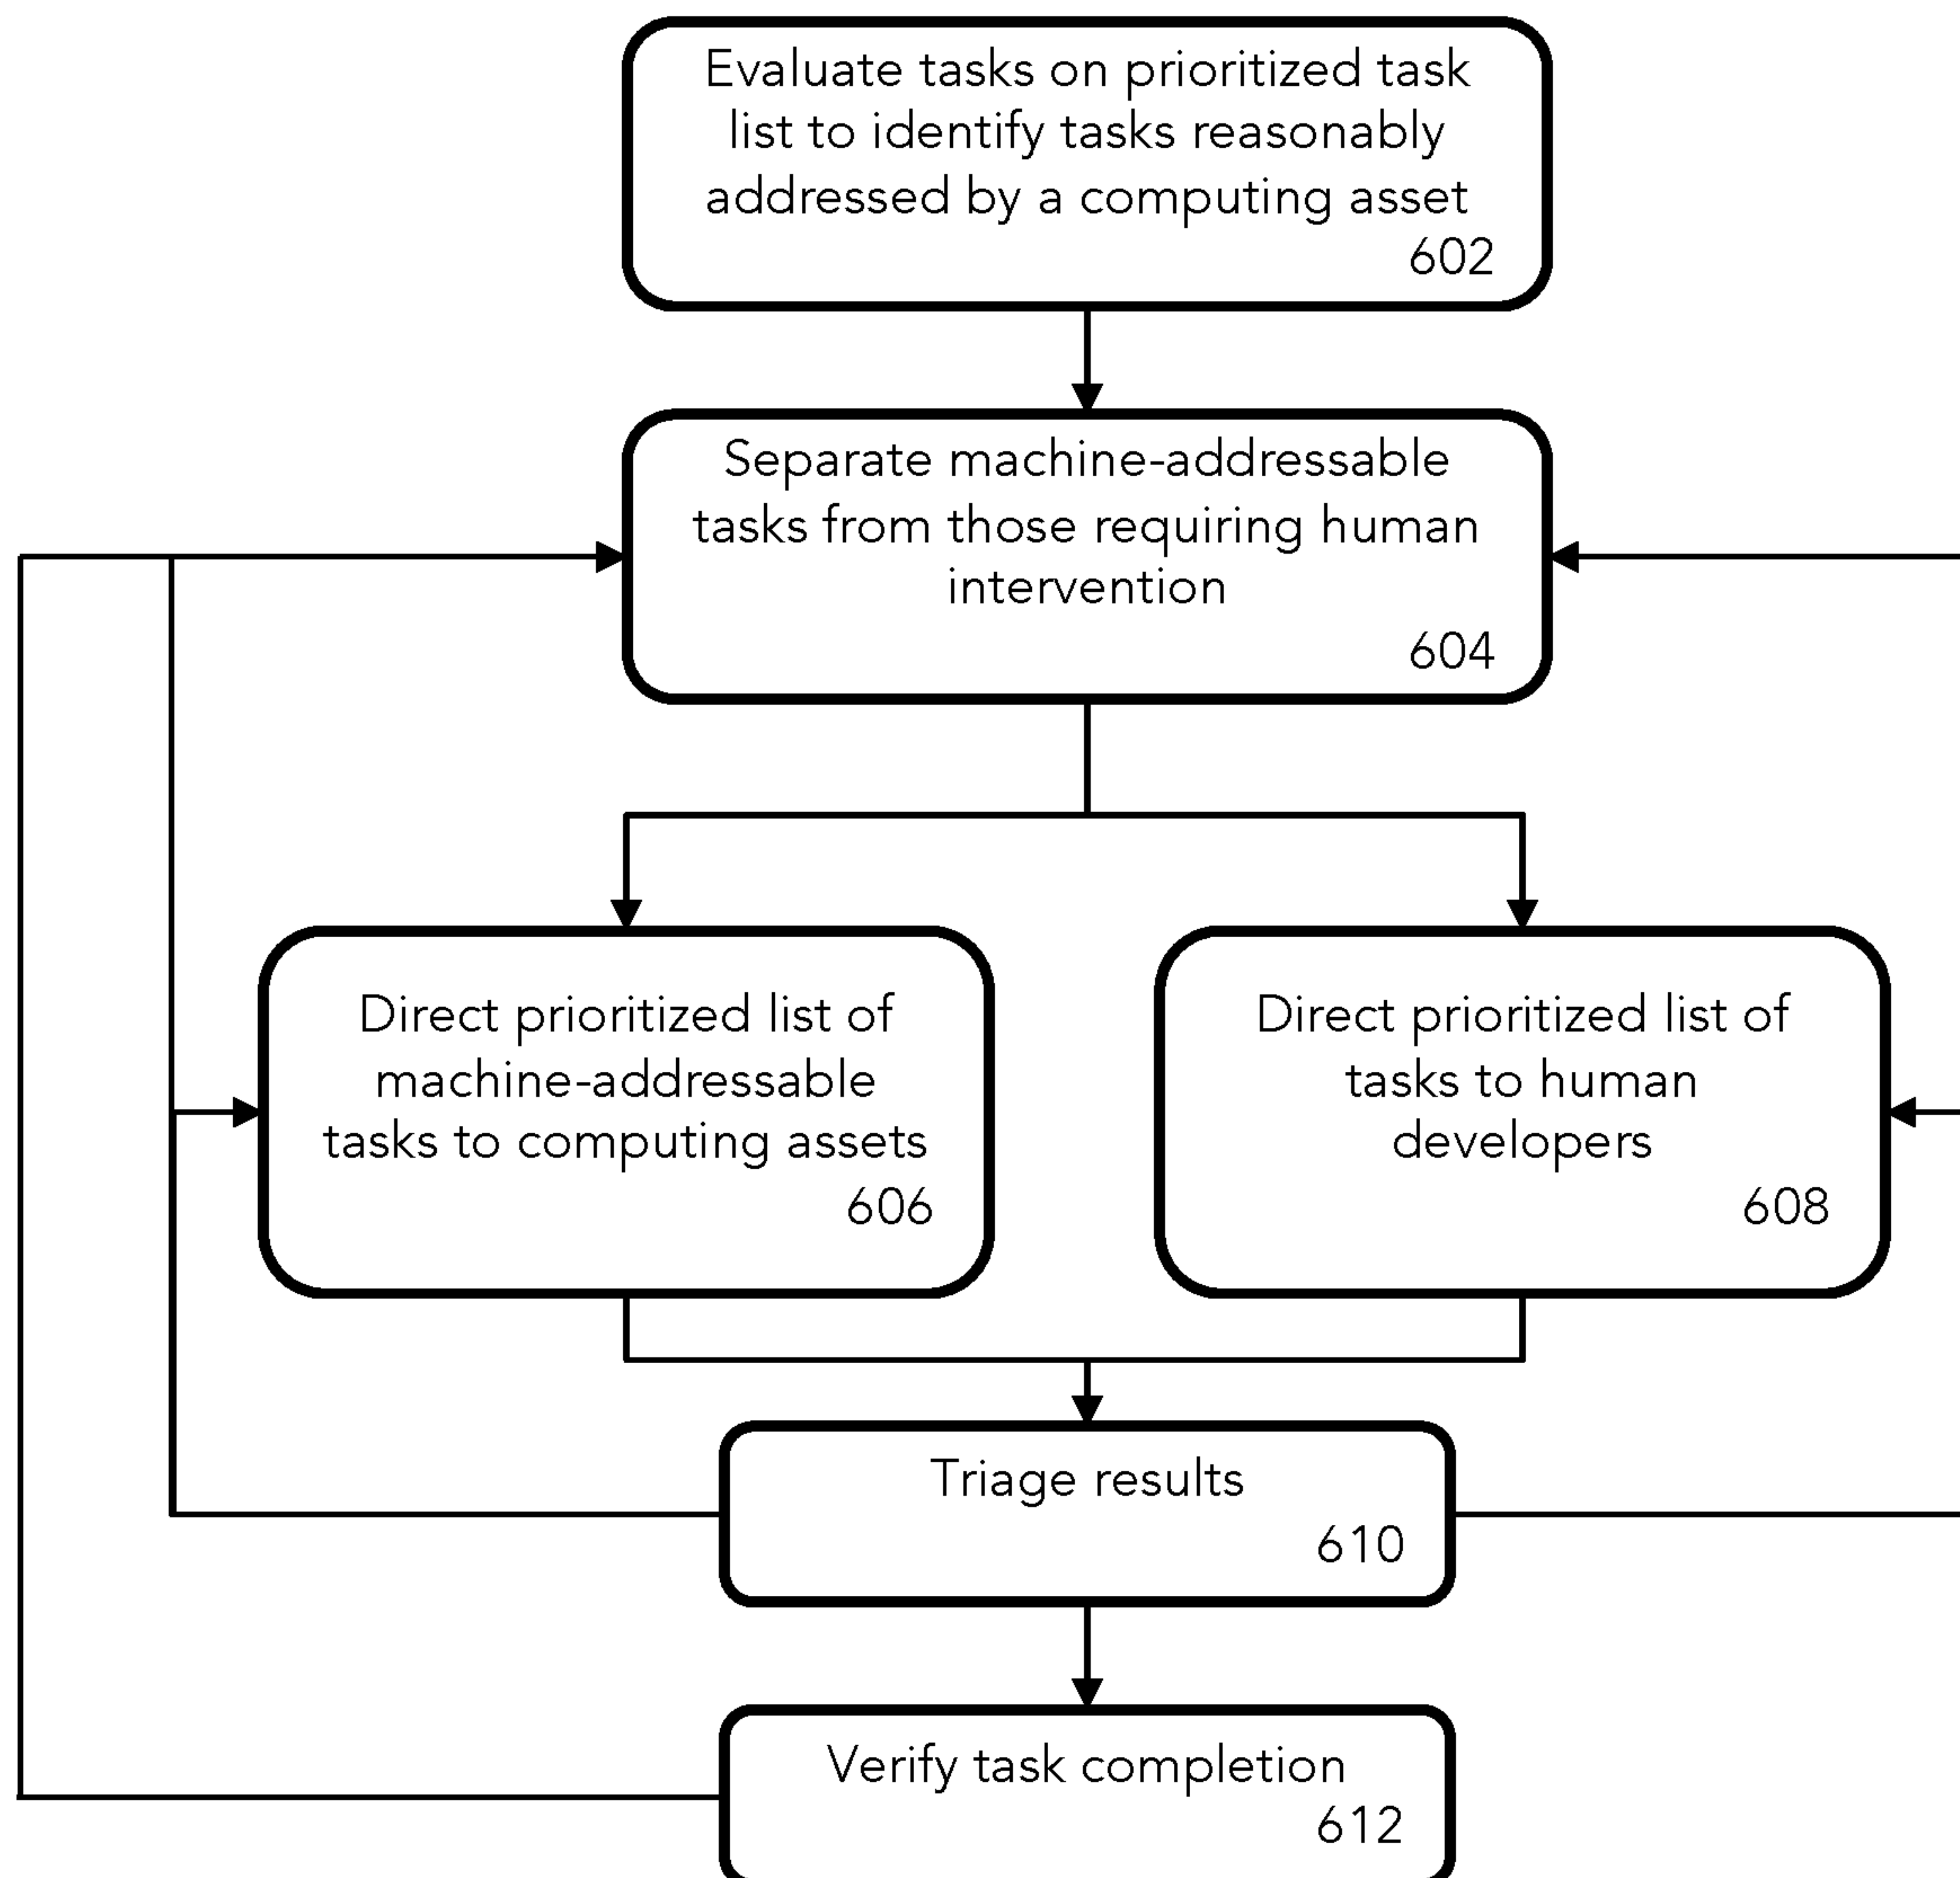 Evaluate tasks on prioritized task
list to identify tasks reasonably
addressed by a computing asset
602
Separate machine-addressable
tasks from those requiring human
intervention
604
Direct prioritized list of
machine-addressable
tasks to computing assets
606
Direct prioritized list of
tasks to human
developers
608
Triage results
610
Verify task completion
612